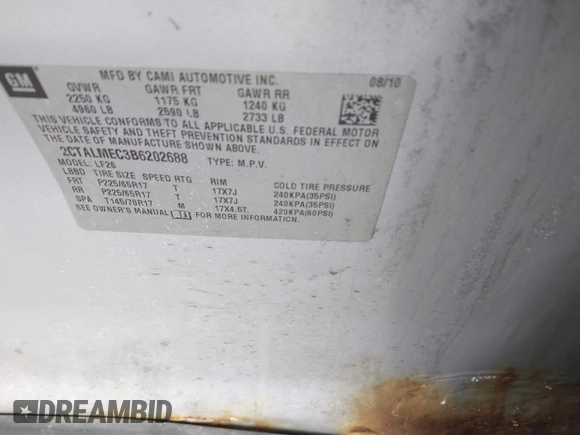 GM
MFD BY CAMI AUTOMOTIVE INC. 08/10
GVWR GAWR FRT GAWR RR
2250 KG 1175 KG 1240 KG
4960 LB 2590 LB 2733 LB
THIS VEHICLE CONFORMS TO ALL APPLICABLE U.S. FEDERAL MOTOR
VEHICLE SAFETY AND THEFT PREVENTION STANDARDS IN EFFECT ON
THE DATE OF MANUFACTURE SHOWN ABOVE.
2CTALMEC3B6202688 TYPE: M.P.V.
LBBD LF26
TIRE SIZE SPEED RTG RIM COLD TIRE PRESSURE
FRT P225/65R17 T 17X7J 240KPA(35PSI)
RR P225/65R17 T 17X7J 240KPA(35PSI)
SPA T145/70R17 M 17X4.5T 420KPA(60PSI)
SEE OWNER'S MANUAL FOR MORE INFORMATION.
DREAMBID